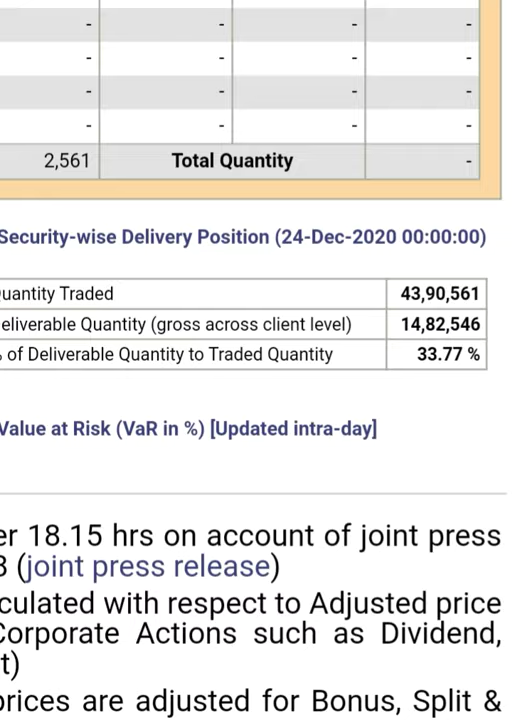 - - - -
- - - -
- - - -
- - - -
2,561 Total Quantity -
Security-wise Delivery Position (24-Dec-2020 00:00:00)
uantity Traded 43,90,561
eliverable Quantity (gross across client level) 14,82,546
of Deliverable Quantity to Traded Quantity 33.77 %
Value at Risk (VaR in %) [Updated intra-day]
er 18.15 hrs on account of joint press
3 (joint press release)
culated with respect to Adjusted price
Corporate Actions such as Dividend,
t)
prices are adjusted for Bonus, Split &